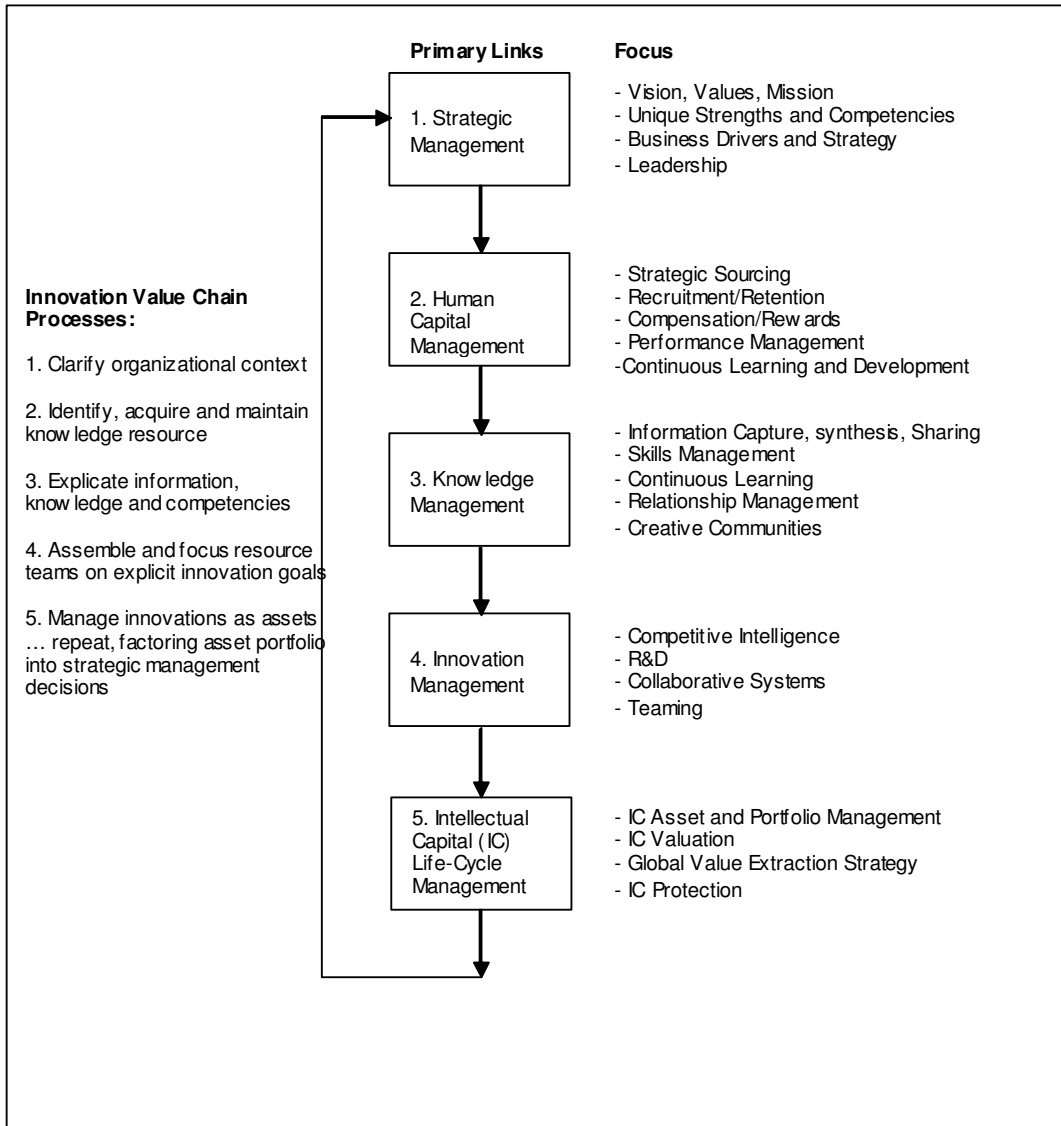 Primary Links
Focus
1. Strategic
Management
- Vision, Values, Mission
- Unique Strengths and Competencies
- Business Drivers and Strategy
- Leadership
Innovation Value Chain
Processes:
1. Clarify organizational context
2. Identify, acquire and maintain
knowledge resource
3. Explicate information,
knowledge and competencies
4. Assemble and focus resource
teams on explicit innovation goals
5. Manage innovations as assets
… repeat, factoring asset portfolio
into strategic management
decisions
2. Human
Capital
Management
- Strategic Sourcing
- Recruitment/Retention
- Compensation/Rewards
- Performance Management
-Continuous Learning and Development
3. Knowledge
Management
- Information Capture, synthesis, Sharing
- Skills Management
- Continuous Learning
- Relationship Management
- Creative Communities
4. Innovation
Management
- Competitive Intelligence
- R&D
- Collaborative Systems
- Teaming
5. Intellectual
Capital (IC)
Life-Cycle
Management
- IC Asset and Portfolio Management
- IC Valuation
- Global Value Extraction Strategy
- IC Protection